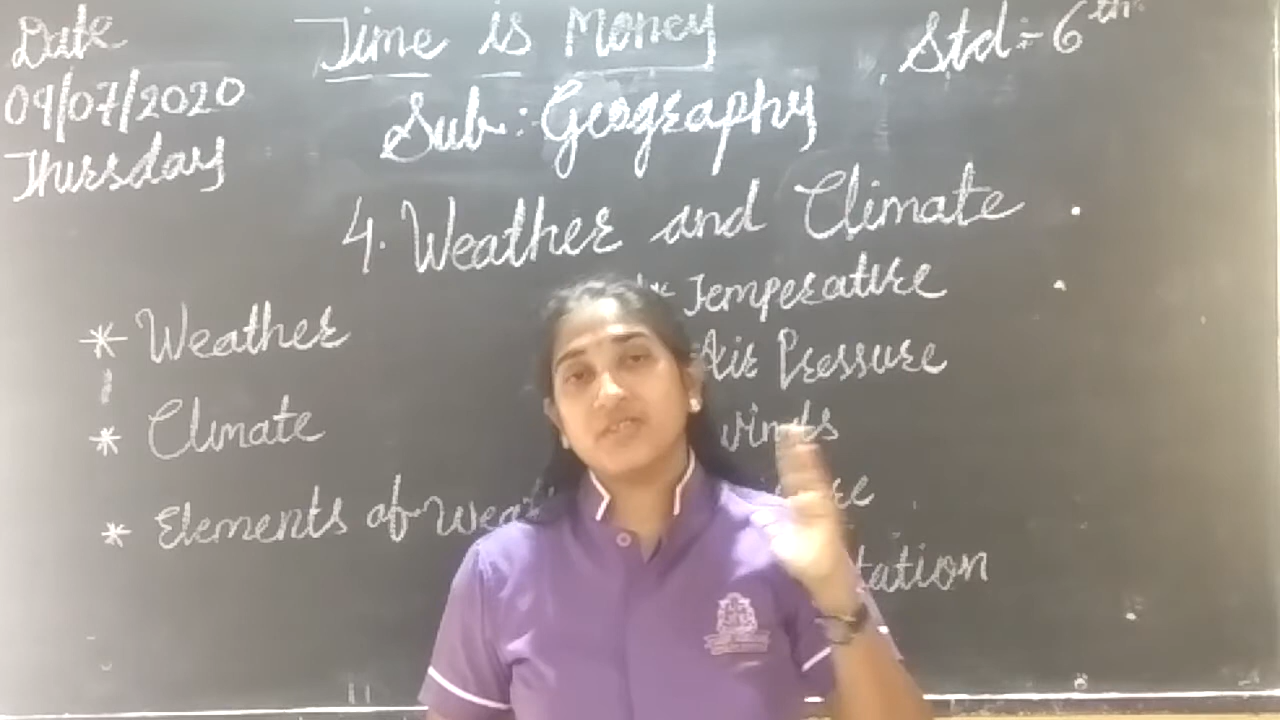 Date
09/07/2020
Thursday
Time is Money
Std:- 6th
Sub: Geography
4. Weather and Climate
* Weather
* Climate
* Elements of
* Temperature
Air Pressure
winds